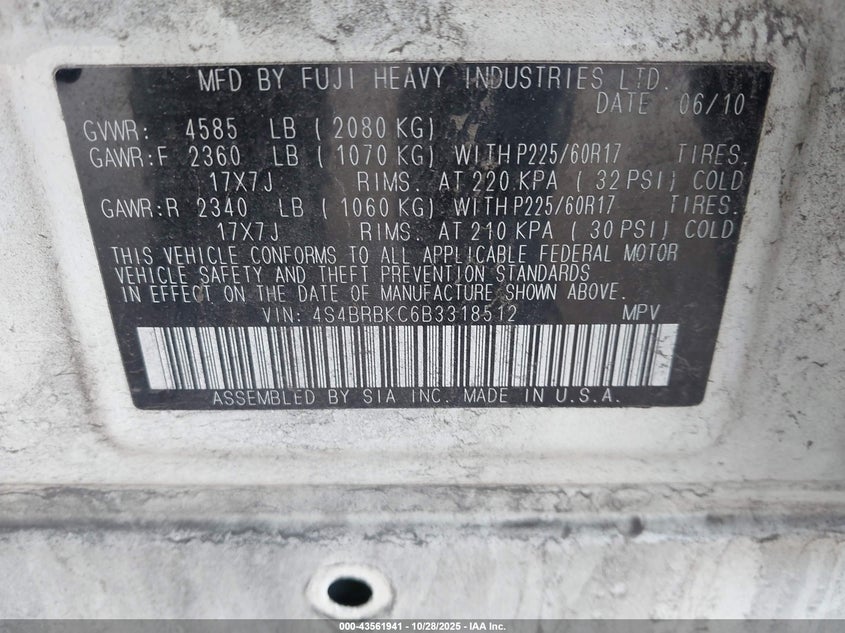 MFD BY FUJI HEAVY INDUSTRIES LTD.
DATE 06/10
GVWR: 4585 LB ( 2080 KG)
GAWR:F 2360 LB ( 1070 KG) WITH P225/60R17 TIRES.
17X7J RIMS. AT 220 KPA ( 32 PSI) COLD
GAWR:R 2340 LB ( 1060 KG) WITH P225/60R17 TIRES.
17X7J RIMS. AT 210 KPA ( 30 PSI) COLD
THIS VEHICLE CONFORMS TO ALL APPLICABLE FEDERAL MOTOR
VEHICLE SAFETY AND THEFT PREVENTION STANDARDS
IN EFFECT ON THE DATE OF MANUFACTURE SHOWN ABOVE.
VIN: 4S4BRBKC6B3318512 MPV
ASSEMBLED BY SIA INC. MADE IN U.S.A.
000-43561941 - 10/28/2025 - IAA Inc.